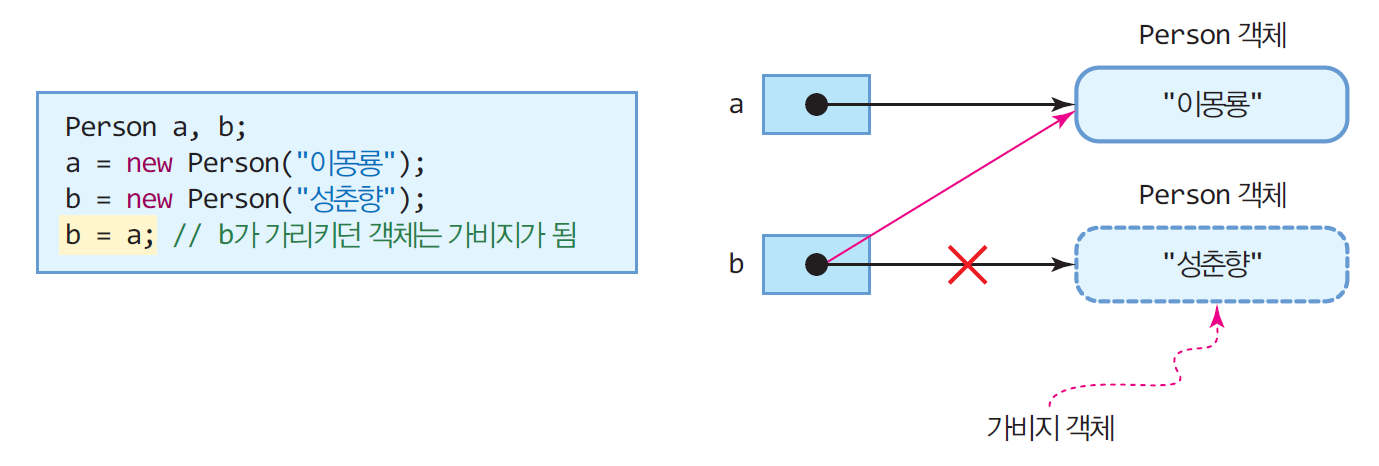 Person a, b;
a = new Person("이몽룡");
b = new Person("성춘향");
b = a; // b가 가리키던 객체는 가비지가 됨
Person 객체
a
"이몽룡"
Person 객체
b
"성춘향"
가비지 객체